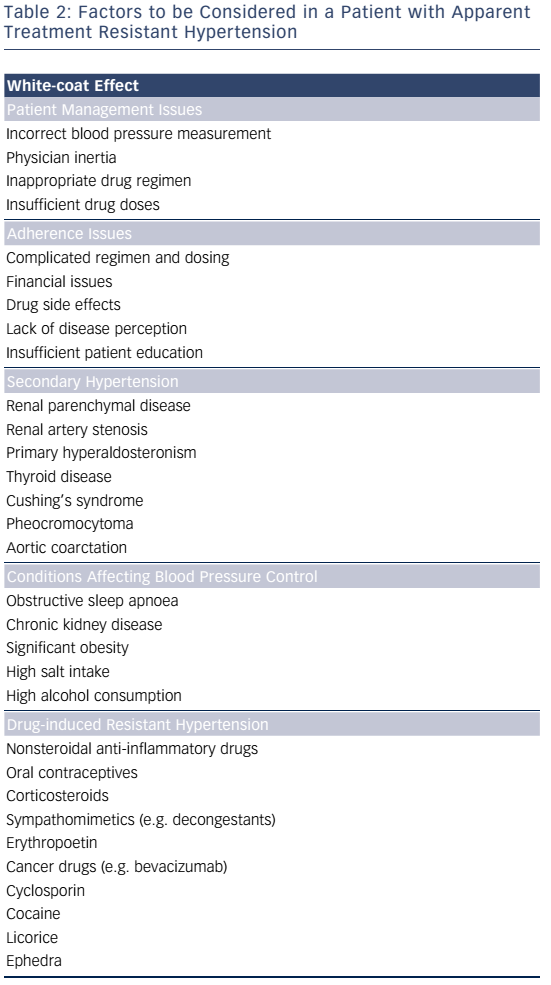 Table 2: Factors to be Considered in a Patient with Apparent
Treatment Resistant Hypertension
White-coat Effect
Patient Management Issues
Incorrect blood pressure measurement
Physician inertia
Inappropriate drug regimen
Insufficient drug doses
Adherence Issues
Complicated regimen and dosing
Financial issues
Drug side effects
Lack of disease perception
Insufficient patient education
Secondary Hypertension
Renal parenchymal disease
Renal artery stenosis
Primary hyperaldosteronism
Thyroid disease
Cushing's syndrome
Pheocromocytoma
Aortic coarctation
Conditions Affecting Blood Pressure Control
Obstructive sleep apnoea
Chronic kidney disease
Significant obesity
High salt intake
High alcohol consumption
Drug-induced Resistant Hypertension
Nonsteroidal anti-inflammatory drugs
Oral contraceptives
Corticosteroids
Sympathomimetics (e.g. decongestants)
Erythropoetin
Cancer drugs (e.g. bevacizumab)
Cyclosporin
Cocaine
Licorice
Ephedra